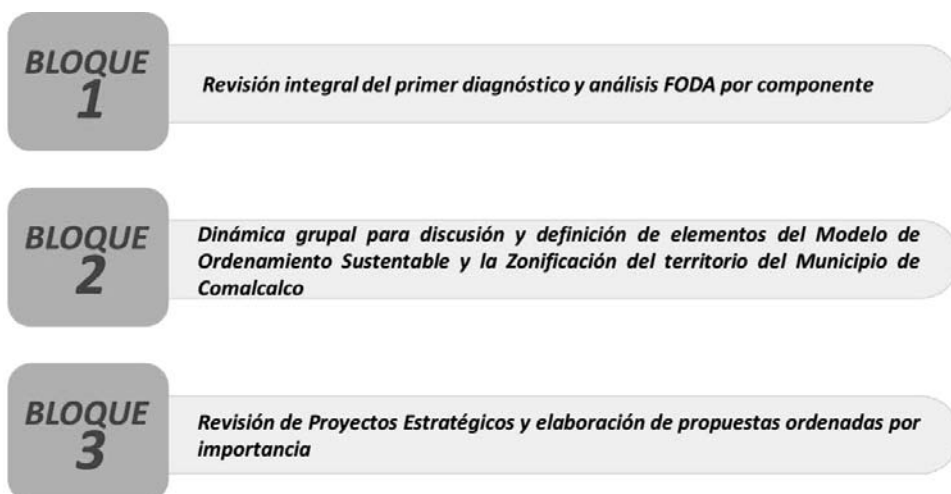 BLOQUE
1
Revisión integral del primer diagnóstico y análisis FODA por componente
BLOQUE
2
Dinámica grupal para discusión y definición de elementos del Modelo de
Ordenamiento Sustentable y la Zonificación del territorio del Municipio de
Comalcalco
BLOQUE
3
Revisión de Proyectos Estratégicos y elaboración de propuestas ordenadas por
importancia